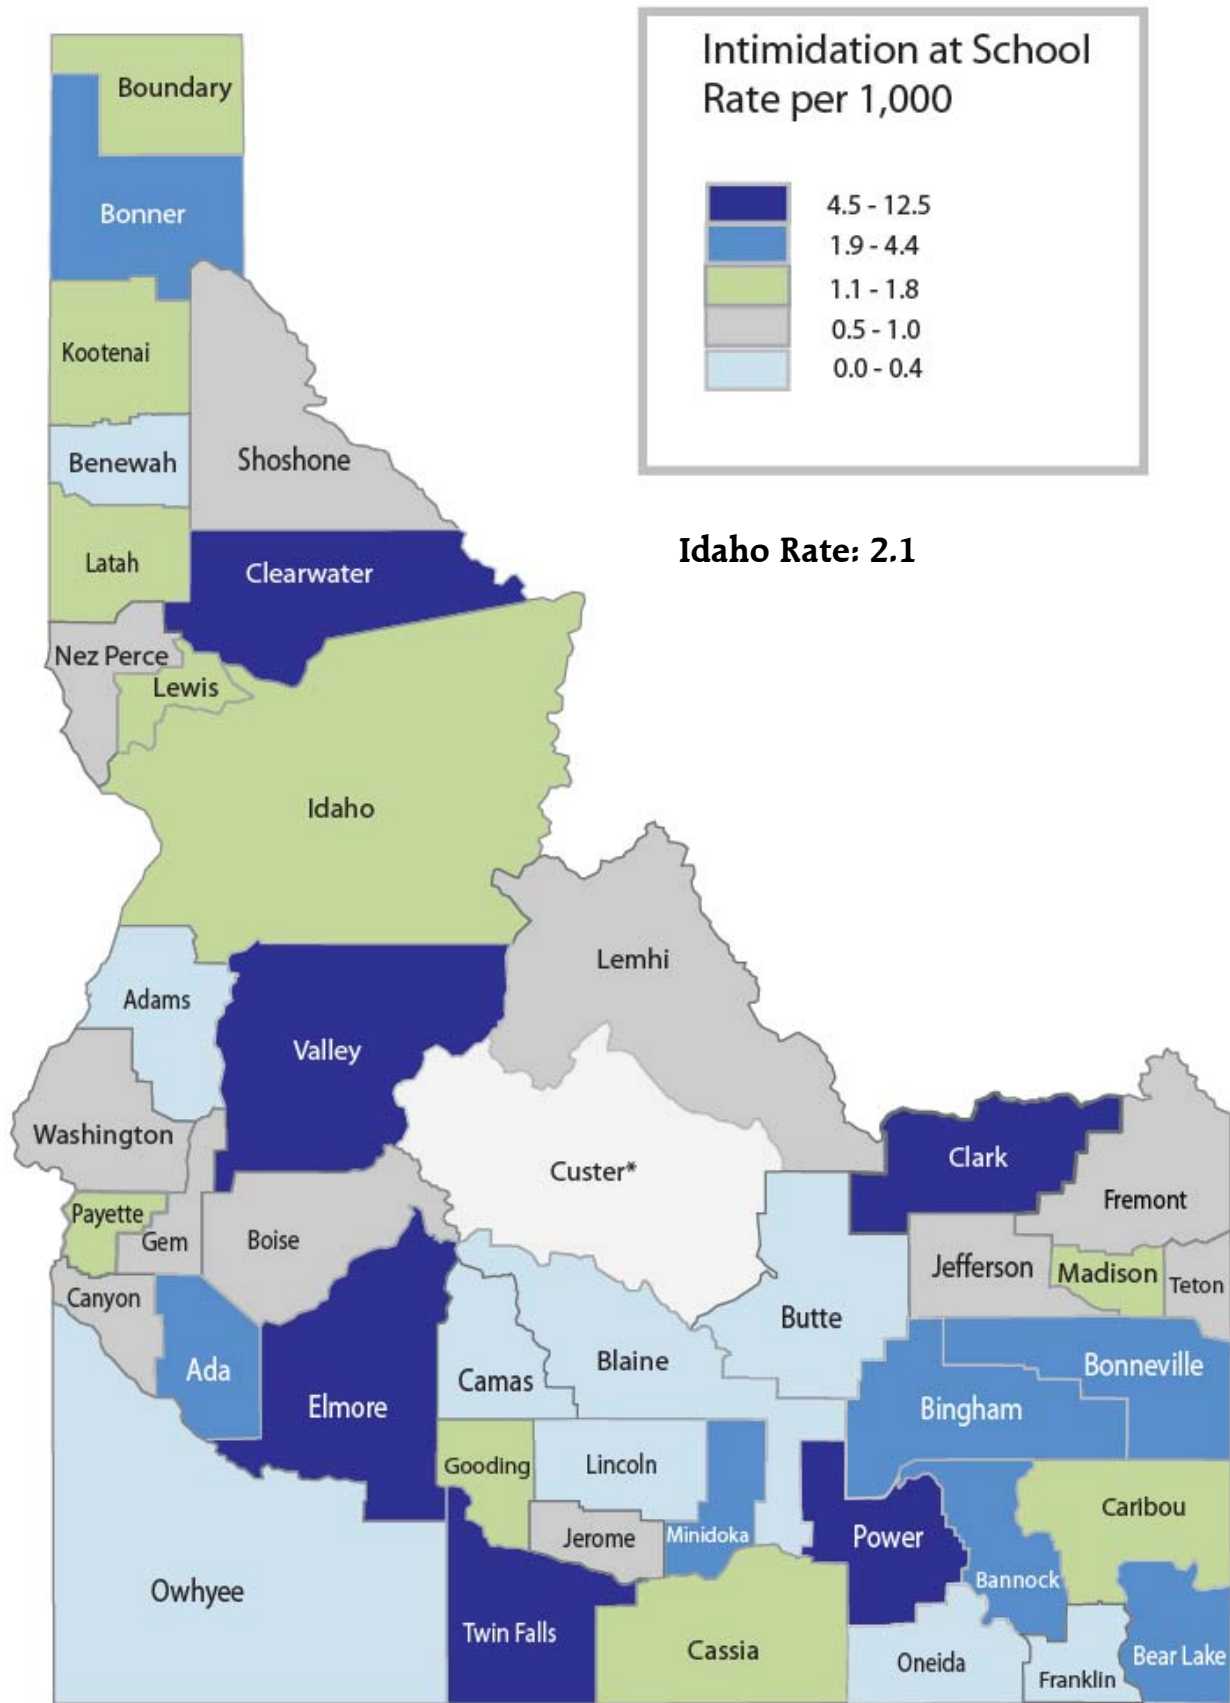 Intimidation at School
Rate per 1,000
4.5 - 12.5
1.9 - 4.4
1.1 - 1.8
0.5 - 1.0
0.0 - 0.4
Idaho Rate: 2.1
Boundary
Bonner
Kootenai
Benewah
Shoshone
Latah
Clearwater
Nez Perce
Lewis
Idaho
Lemhi
Adams
Valley
Washington
Custer*
Clark
Fremont
Payette
Gem
Boise
Jefferson
Madison
Teton
Canyon
Ada
Elmore
Camas
Blaine
Butte
Bonneville
Bingham
Gooding
Lincoln
Jerome
Minidoka
Power
Caribou
Bannock
Owhyee
Twin Falls
Cassia
Oneida
Franklin
Bear Lake